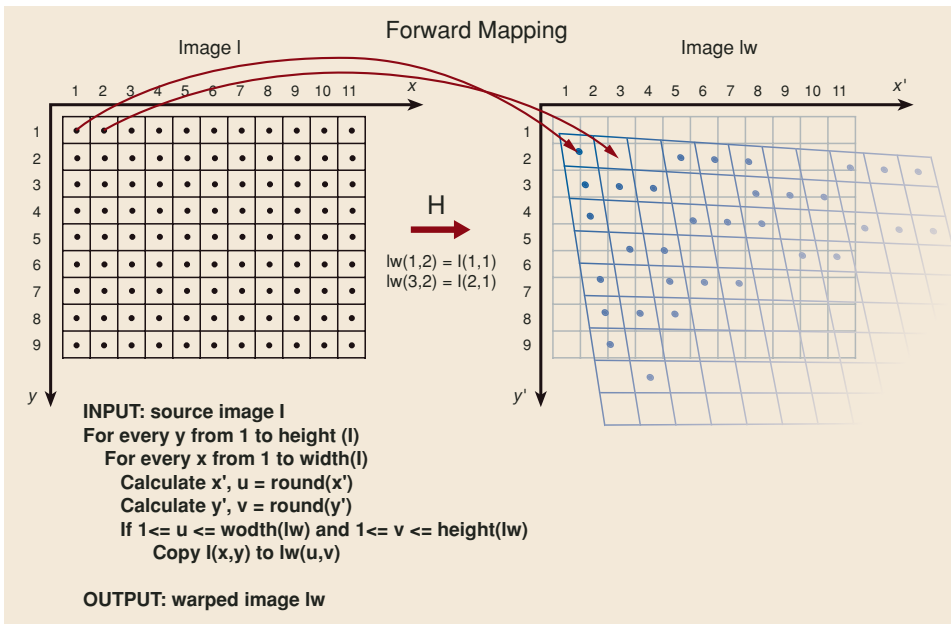 Forward Mapping
Image I
Image Iw
x
x'
1 2 3 4 5 6 7 8 9 10 11
1 2 3 4 5 6 7 8 9 10 11
1
2
3
4
5
6
7
8
9
1
2
3
4
5
6
7
8
9
H
Iw(1,2) = I(1,1)
Iw(3,2) = I(2,1)
y
y'
INPUT: source image I
For every y from 1 to height (I)
For every x from 1 to width(I)
Calculate x', u = round(x')
Calculate y', v = round(y')
If 1<= u <= wodth(Iw) and 1<= v <= height(Iw)
Copy I(x,y) to Iw(u,v)
OUTPUT: warped image Iw